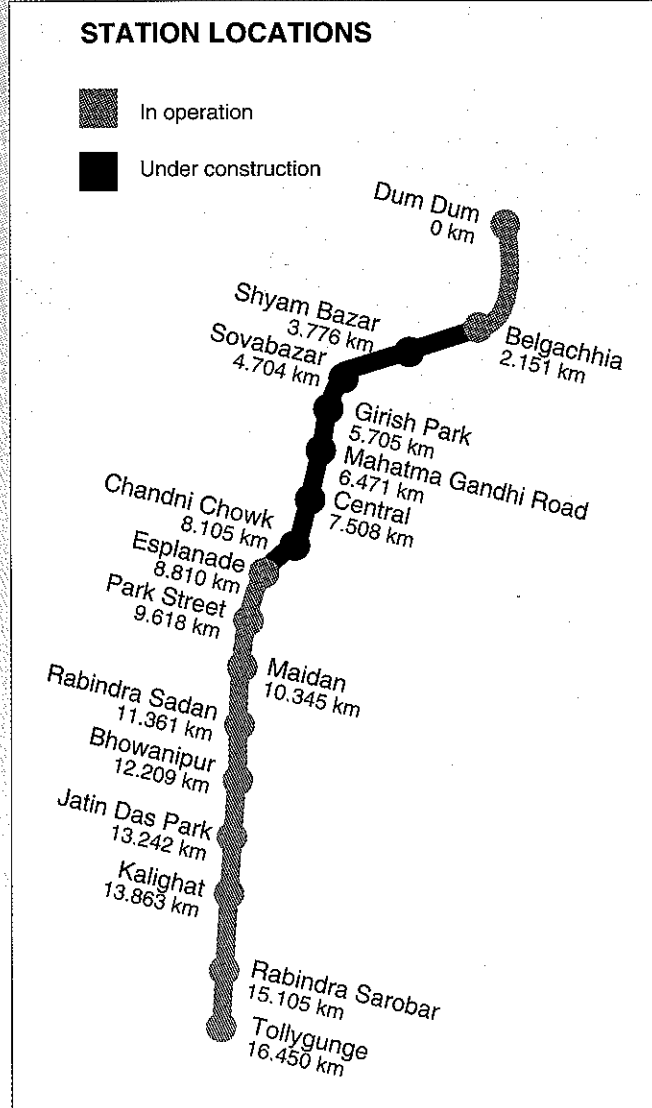 STATION LOCATIONS
In operation
Under construction
Dum Dum
0 km
Shyam Bazar
3.776 km
Belgachhia
2.151 km
Sovabazar
4.704 km
Girish Park
5.705 km
Mahatma Gandhi Road
6.471 km
Central
7.508 km
Chandni Chowk
8.105 km
Esplanade
8.810 km
Park Street
9.618 km
Maidan
10.345 km
Rabindra Sadan
11.361 km
Bhowanipur
12.209 km
Jatin Das Park
13.242 km
Kalighat
13.863 km
Rabindra Sarobar
15.105 km
Tollygunge
16.450 km